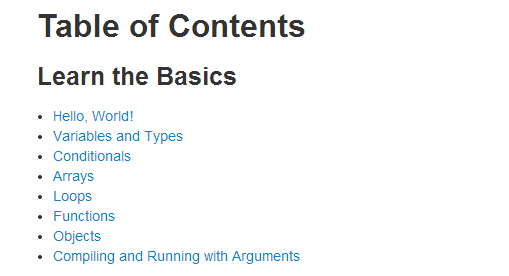 Table of Contents
Learn the Basics
Hello, World!
Variables and Types
Conditionals
Arrays
Loops
Functions
Objects
Compiling and Running with Arguments